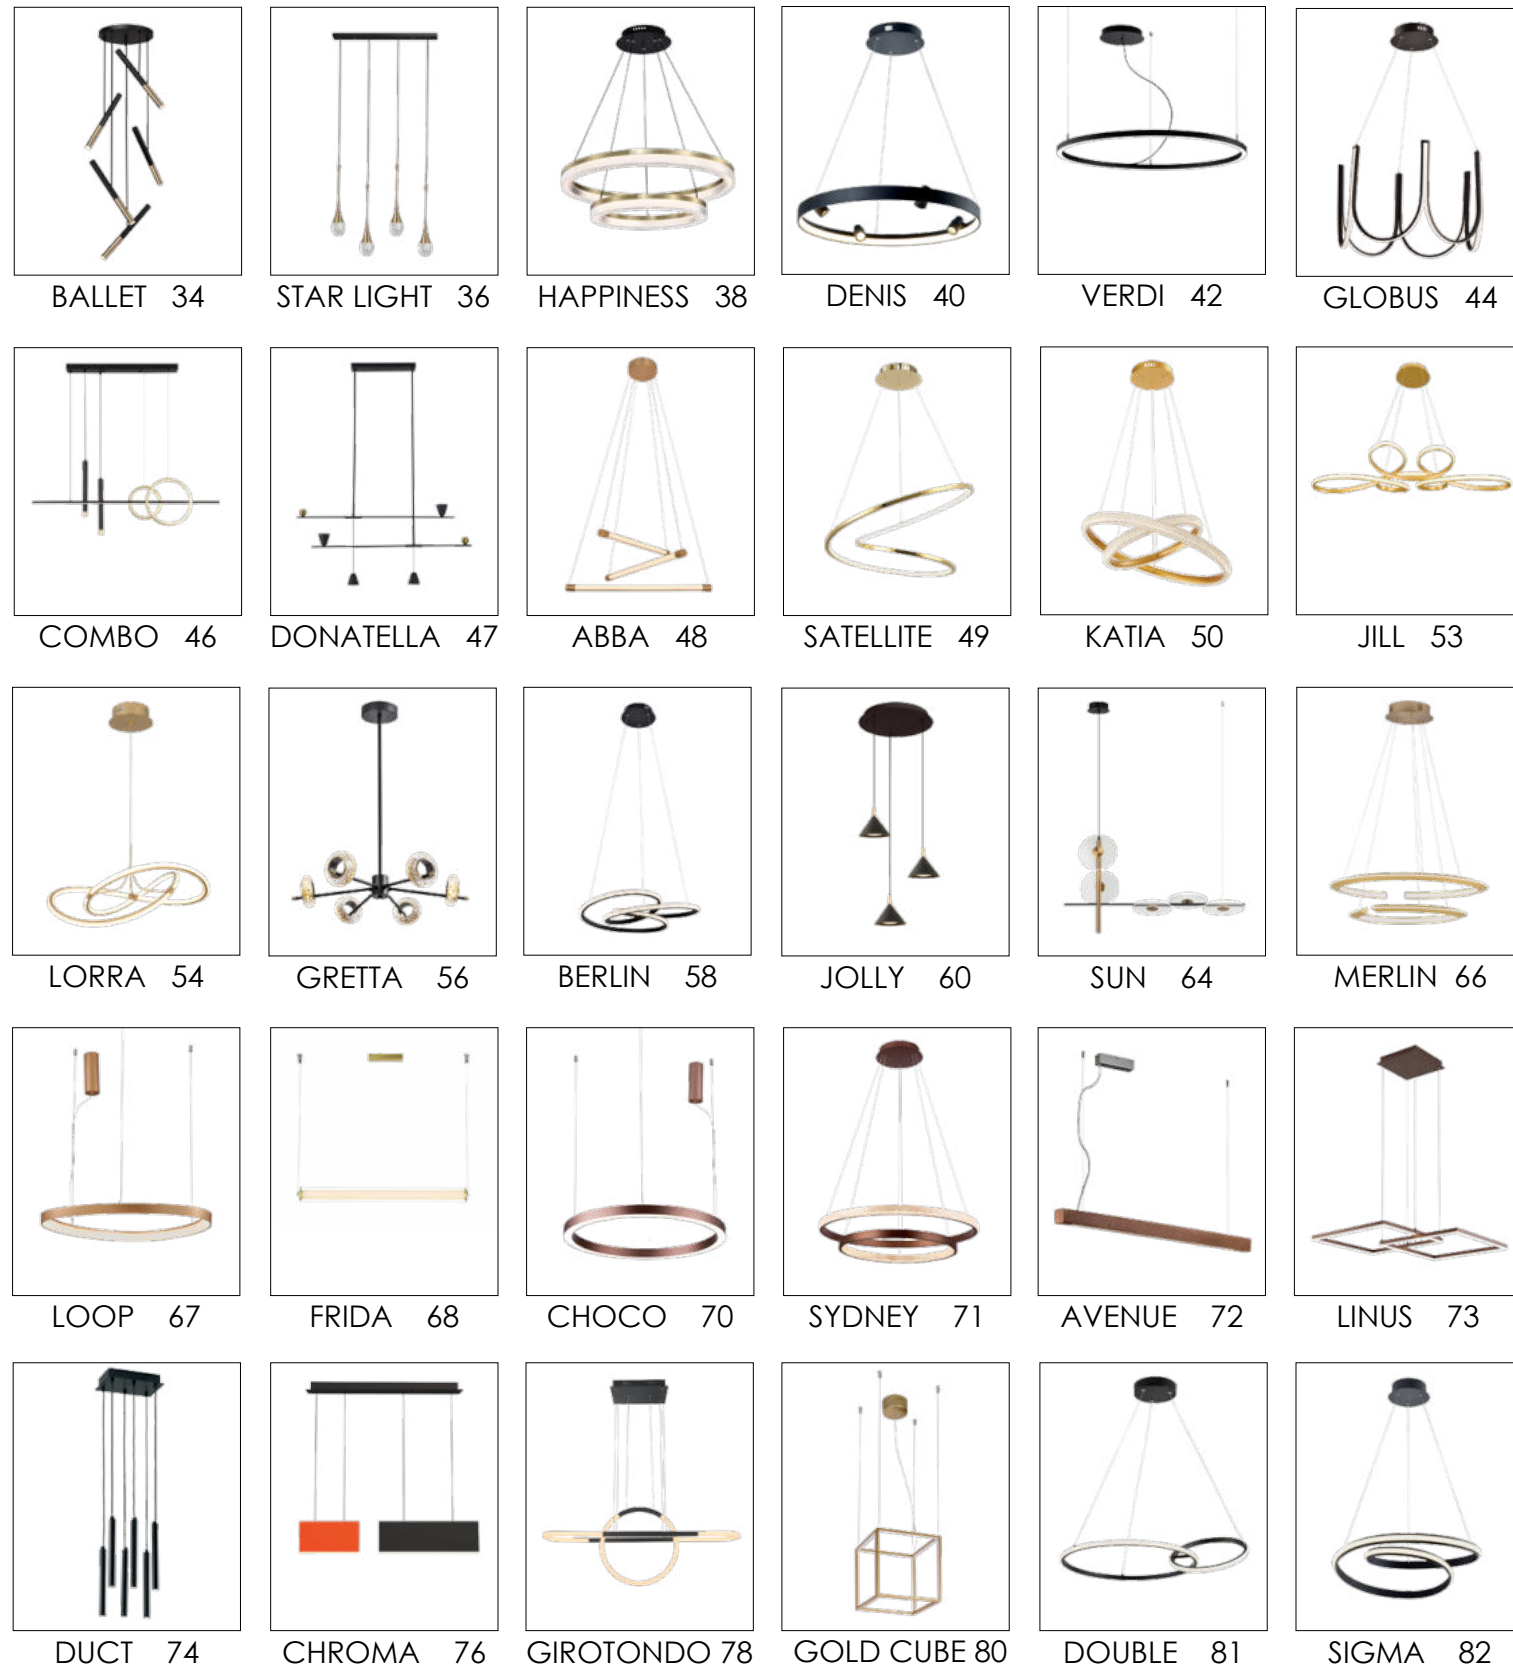 BALLET 34
STAR LIGHT 36
HAPPINESS 38
DENIS 40
VERDI 42
GLOBUS 44
COMBO 46
DONATELLA 47
ABBA 48
SATELLITE 49
KATIA 50
JILL 53
LORRA 54
GRETTA 56
BERLIN 58
JOLLY 60
SUN 64
MERLIN 66
LOOP 67
FRIDA 68
CHOCO 70
SYDNEY 71
AVENUE 72
LINUS 73
DUCT 74
CHROMA 76
GIROTONDO 78
GOLD CUBE 80
DOUBLE 81
SIGMA 82